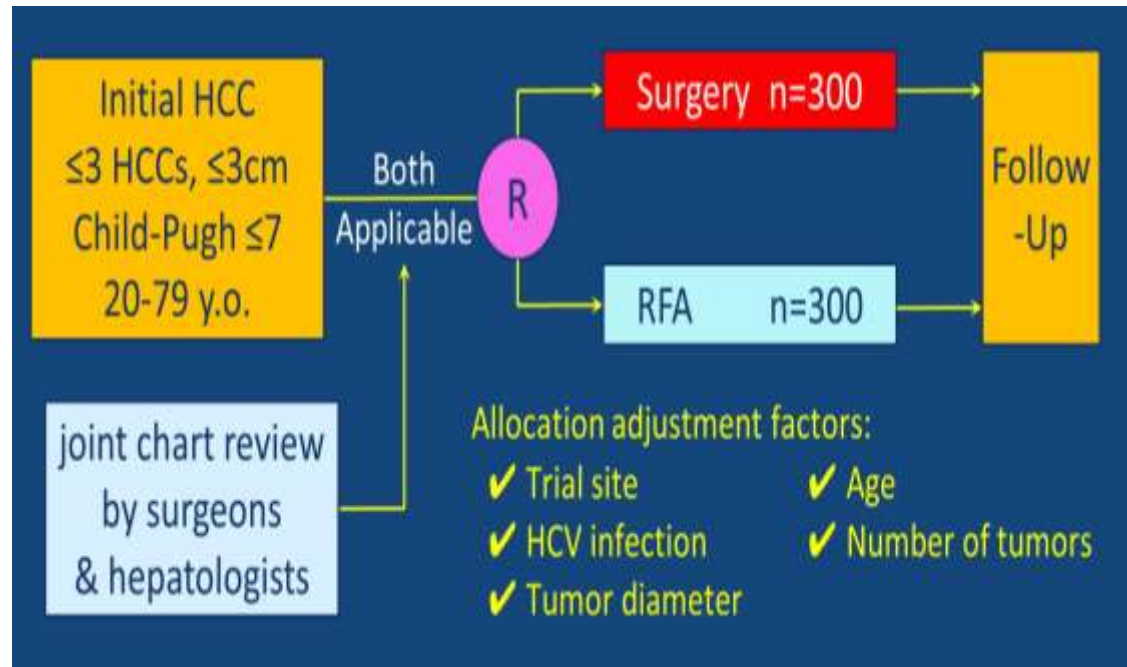 Initial HCC
≤3 HCCs, ≤3cm
Child-Pugh ≤7
20-79 y.o.
Both
Applicable
R
Surgery n=300
RFA n=300
Follow
-Up
joint chart review
by surgeons
& hepatologists
Allocation adjustment factors:
✔ Trial site
✔ HCV infection
✔ Tumor diameter
✔ Age
✔ Number of tumors